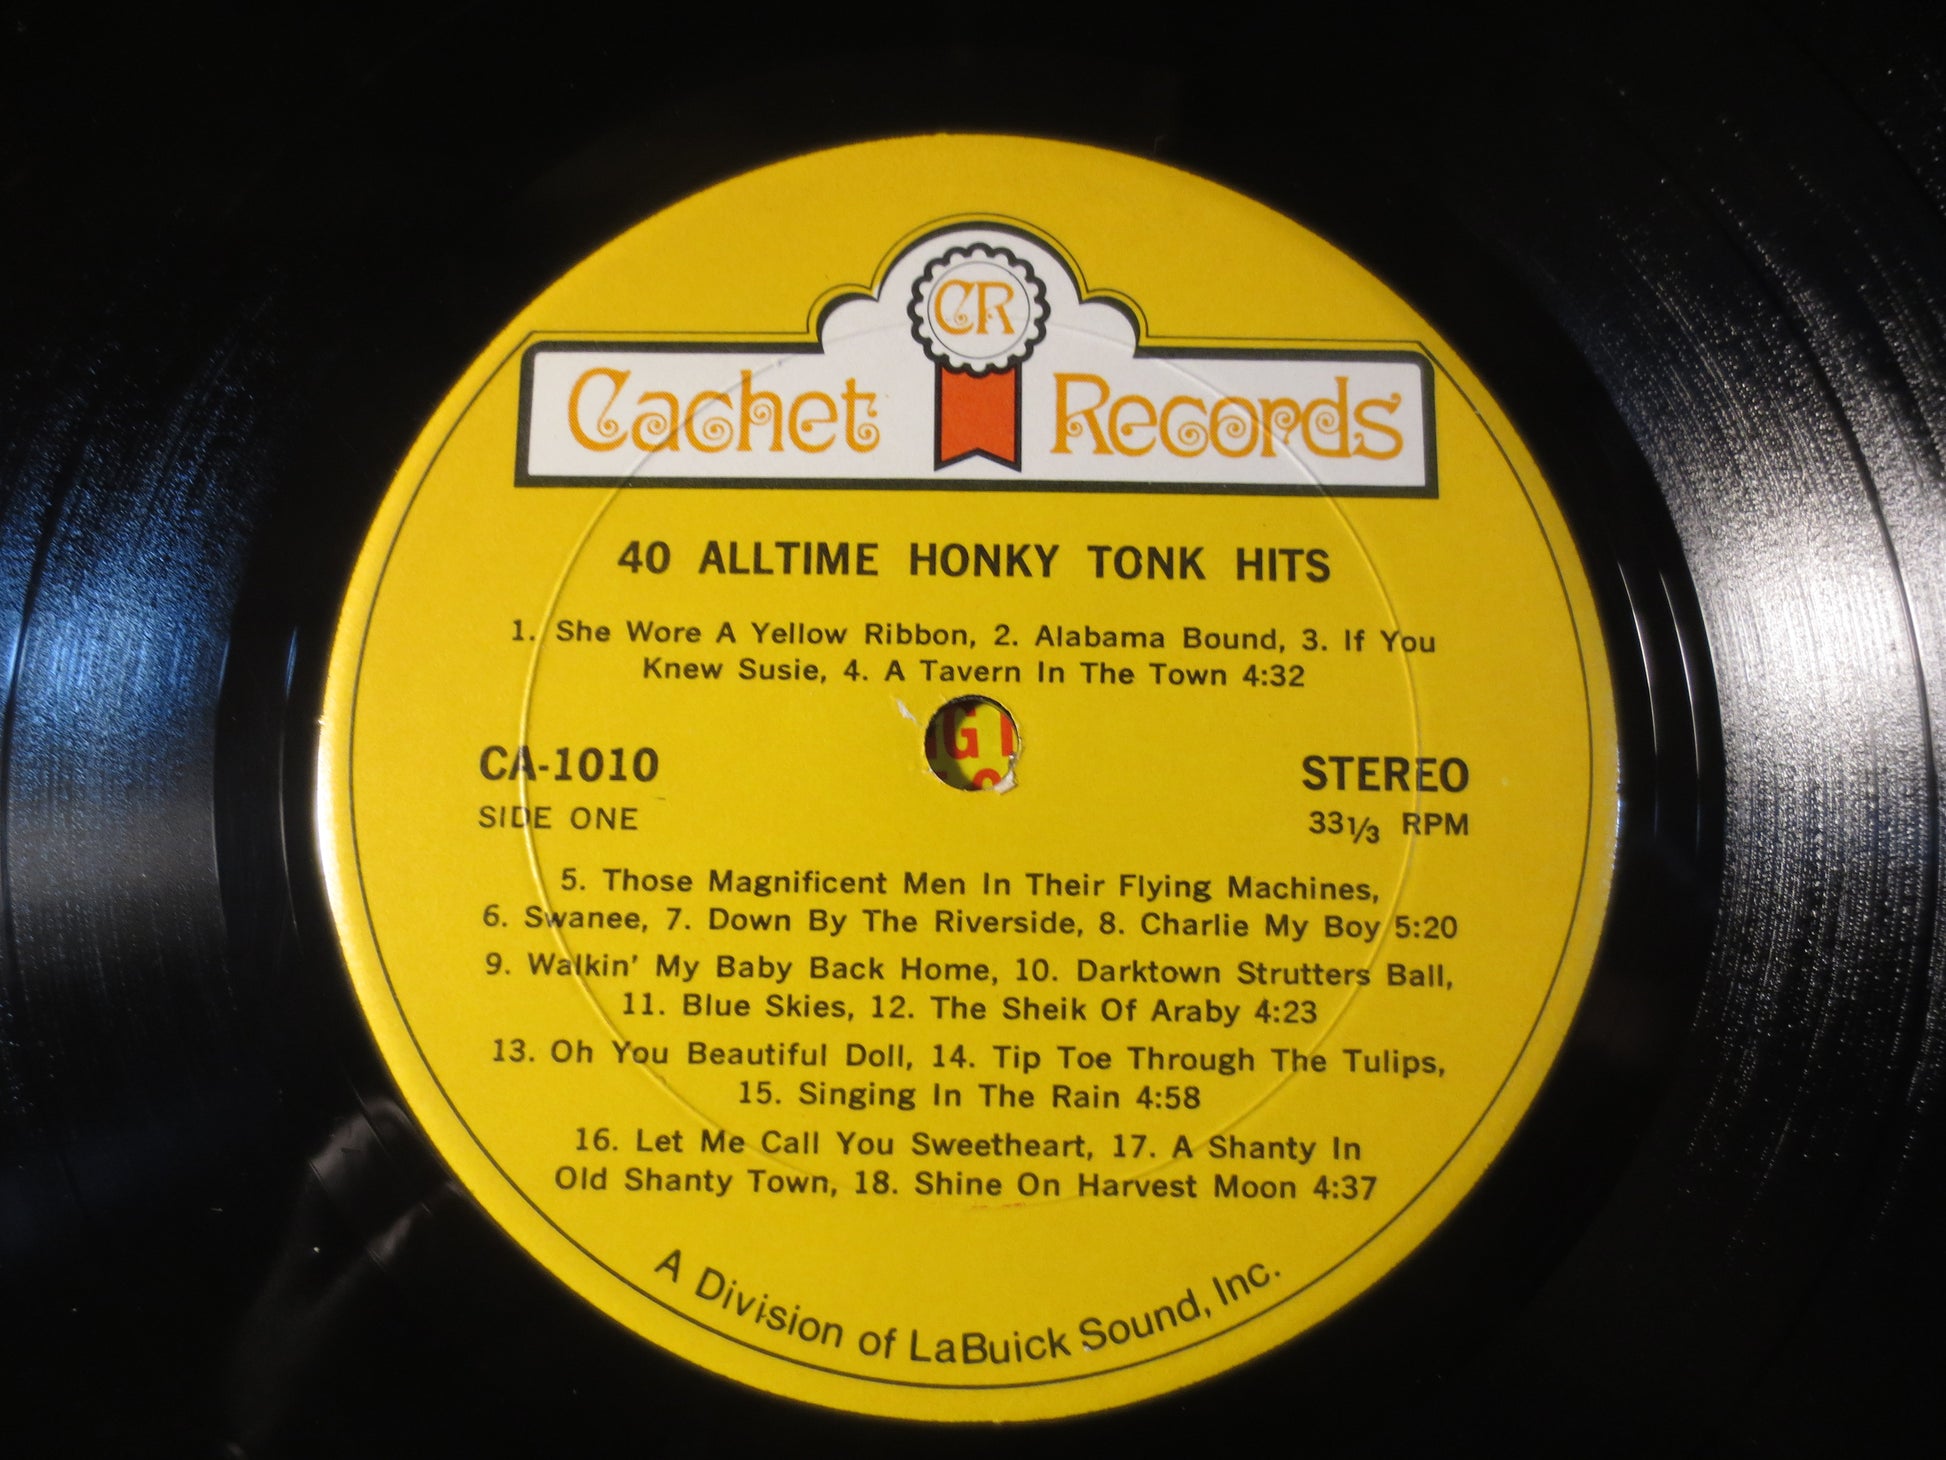 CR
Cachet Records
40 ALLTIME HONKY TONK HITS
1. She Wore A Yellow Ribbon, 2. Alabama Bound, 3. If You
Knew Susie, 4. A Tavern In The Town 4:32
G
CA-1010
STEREO
SIDE ONE
33 1/3 RPM
5. Those Magnificent Men In Their Flying Machines,
6. Swanee, 7. Down By The Riverside, 8. Charlie My Boy 5:20
9. Walkin' My Baby Back Home, 10. Darktown Strutters Ball,
11. Blue Skies, 12. The Sheik Of Araby 4:23
13. Oh You Beautiful Doll, 14. Tip Toe Through The Tulips,
15. Singing In The Rain 4:58
16. Let Me Call You Sweetheart, 17. A Shanty In
Old Shanty Town, 18. Shine On Harvest Moon 4:37
A Division of LaBuick Sound, Inc.